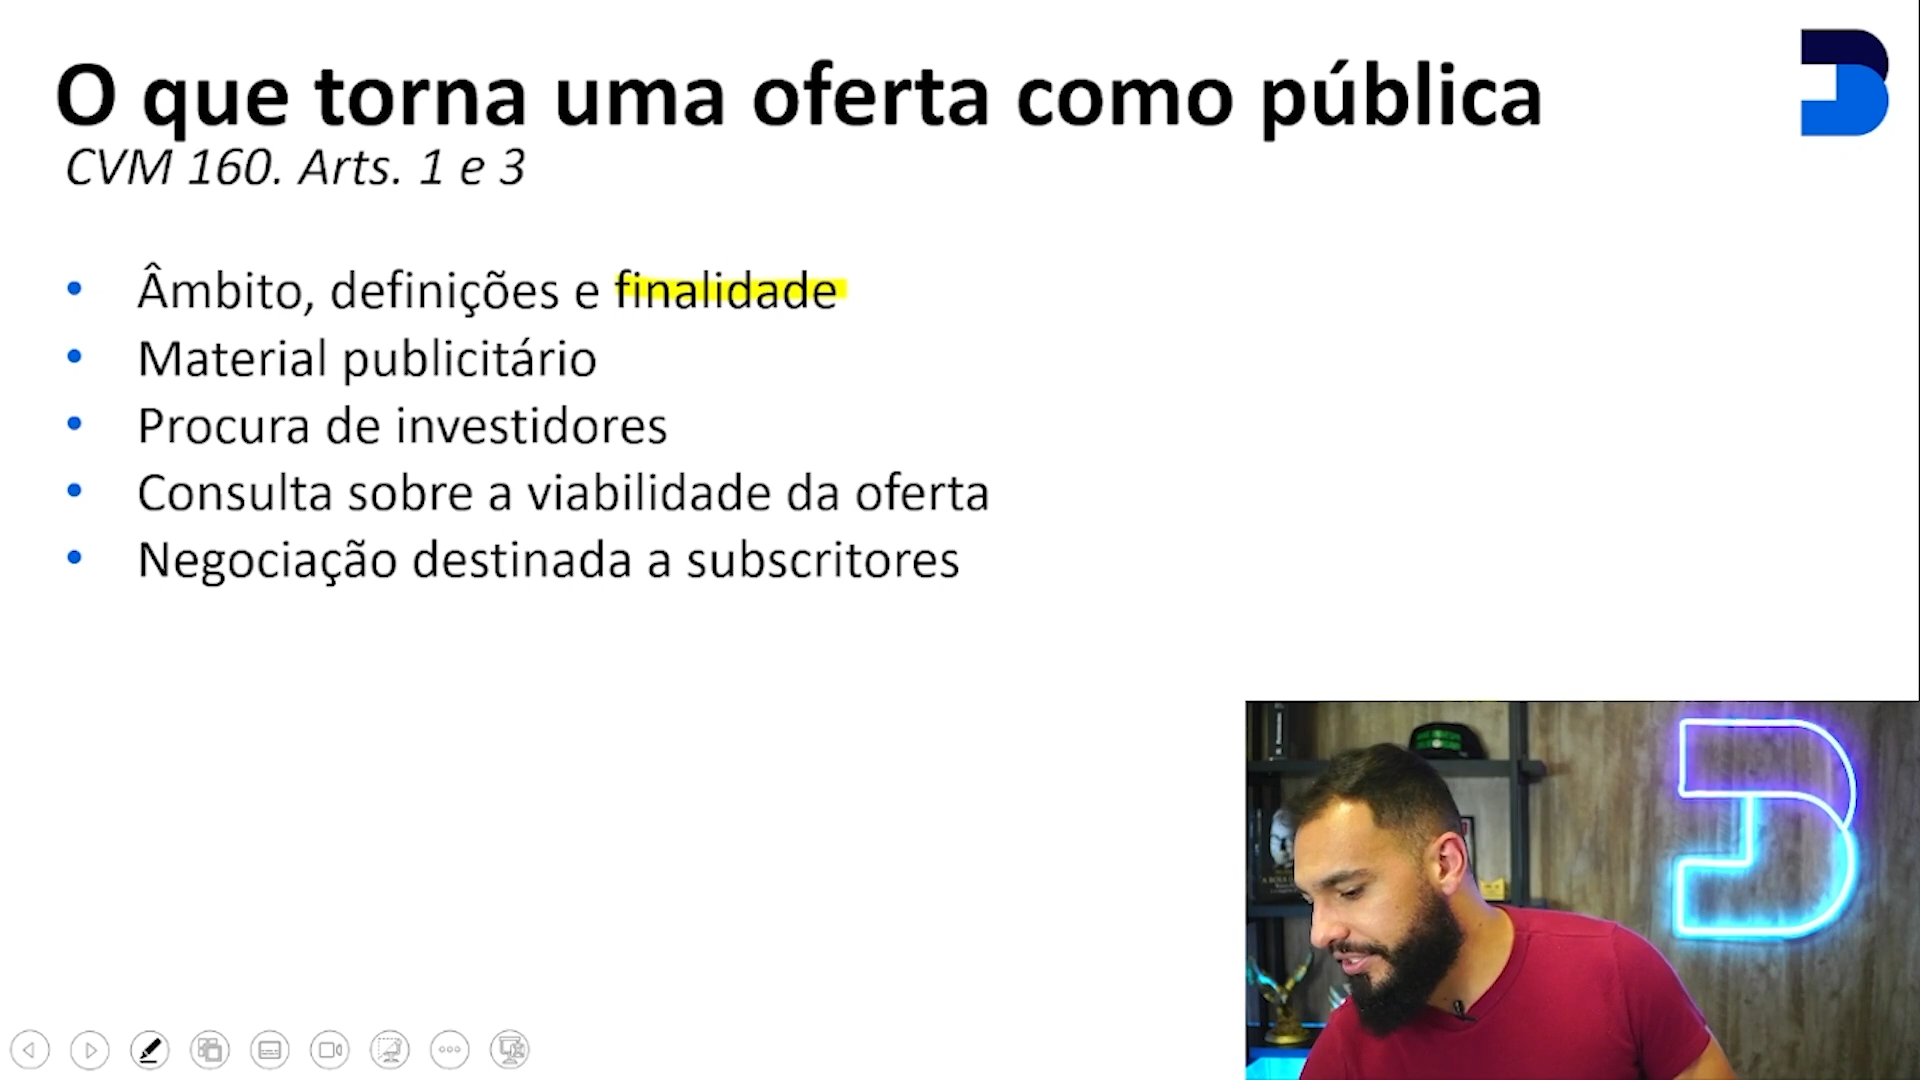 O que torna uma oferta como pública
CVM 160. Arts. 1 e 3
• Âmbito, definições e finalidade
• Material publicitário
• Procura de investidores
• Consulta sobre a viabilidade da oferta
• Negociação destinada a subscritores